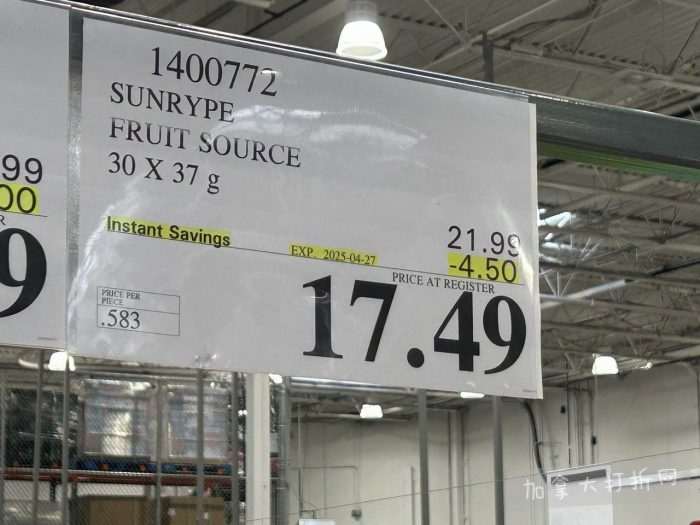 1400772
SUNRYPE
FRUIT SOURCE
30 X 37 g
.99
.00
9
Instant Savings
EXP. 2025-04-27
21.99
-4.50
PRICE AT REGISTER
17.49
PRICE PER
PIECE
.583
加拿大打折网